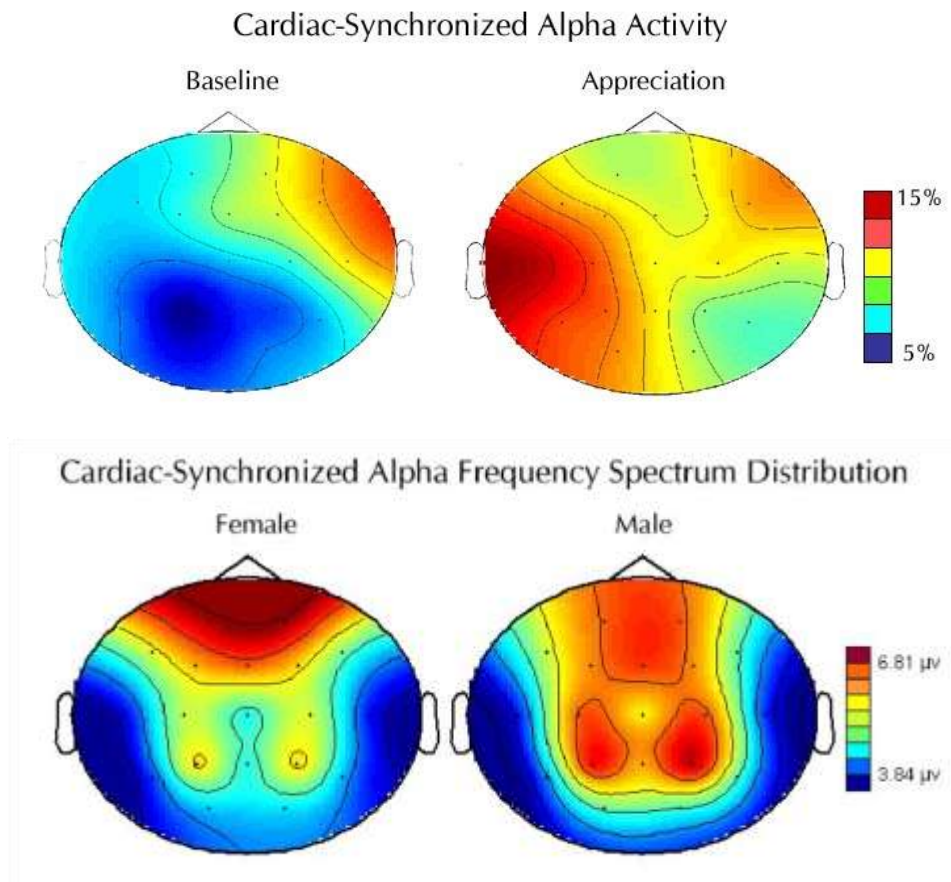 Cardiac-Synchronized Alpha Activity
Baseline
Appreciation
15%
5%
Cardiac-Synchronized Alpha Frequency Spectrum Distribution
Female
Male
6.81 μv
3.84 μv